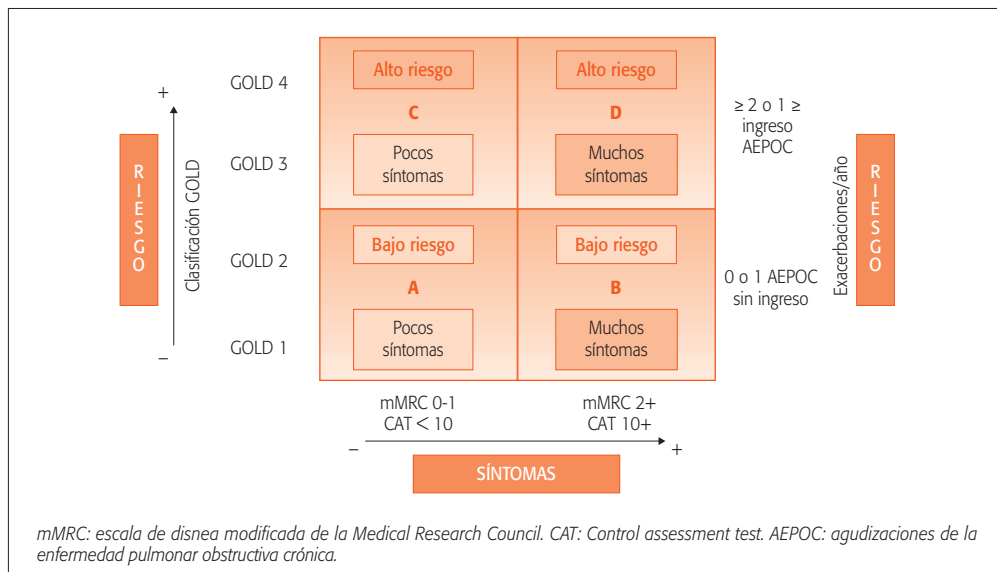 Alto riesgo
Alto riesgo
GOLD 4
+
C
D
≥ 2 o 1 ≥
ingreso
AEPOC
Pocos
síntomas
Muchos
síntomas
GOLD 3
RIESGO
Clasificación GOLD
Exacerbaciones/año
RIESGO
Bajo riesgo
Bajo riesgo
GOLD 2
A
B
0 o 1 AEPOC
sin ingreso
Pocos
síntomas
Muchos
síntomas
GOLD 1
–
mMRC 0-1
CAT < 10
mMRC 2+
CAT 10+
–
+
SÍNTOMAS
mMRC: escala de disnea modificada de la Medical Research Council. CAT: Control assessment test. AEPOC: agudizaciones de la
enfermedad pulmonar obstructiva crónica.